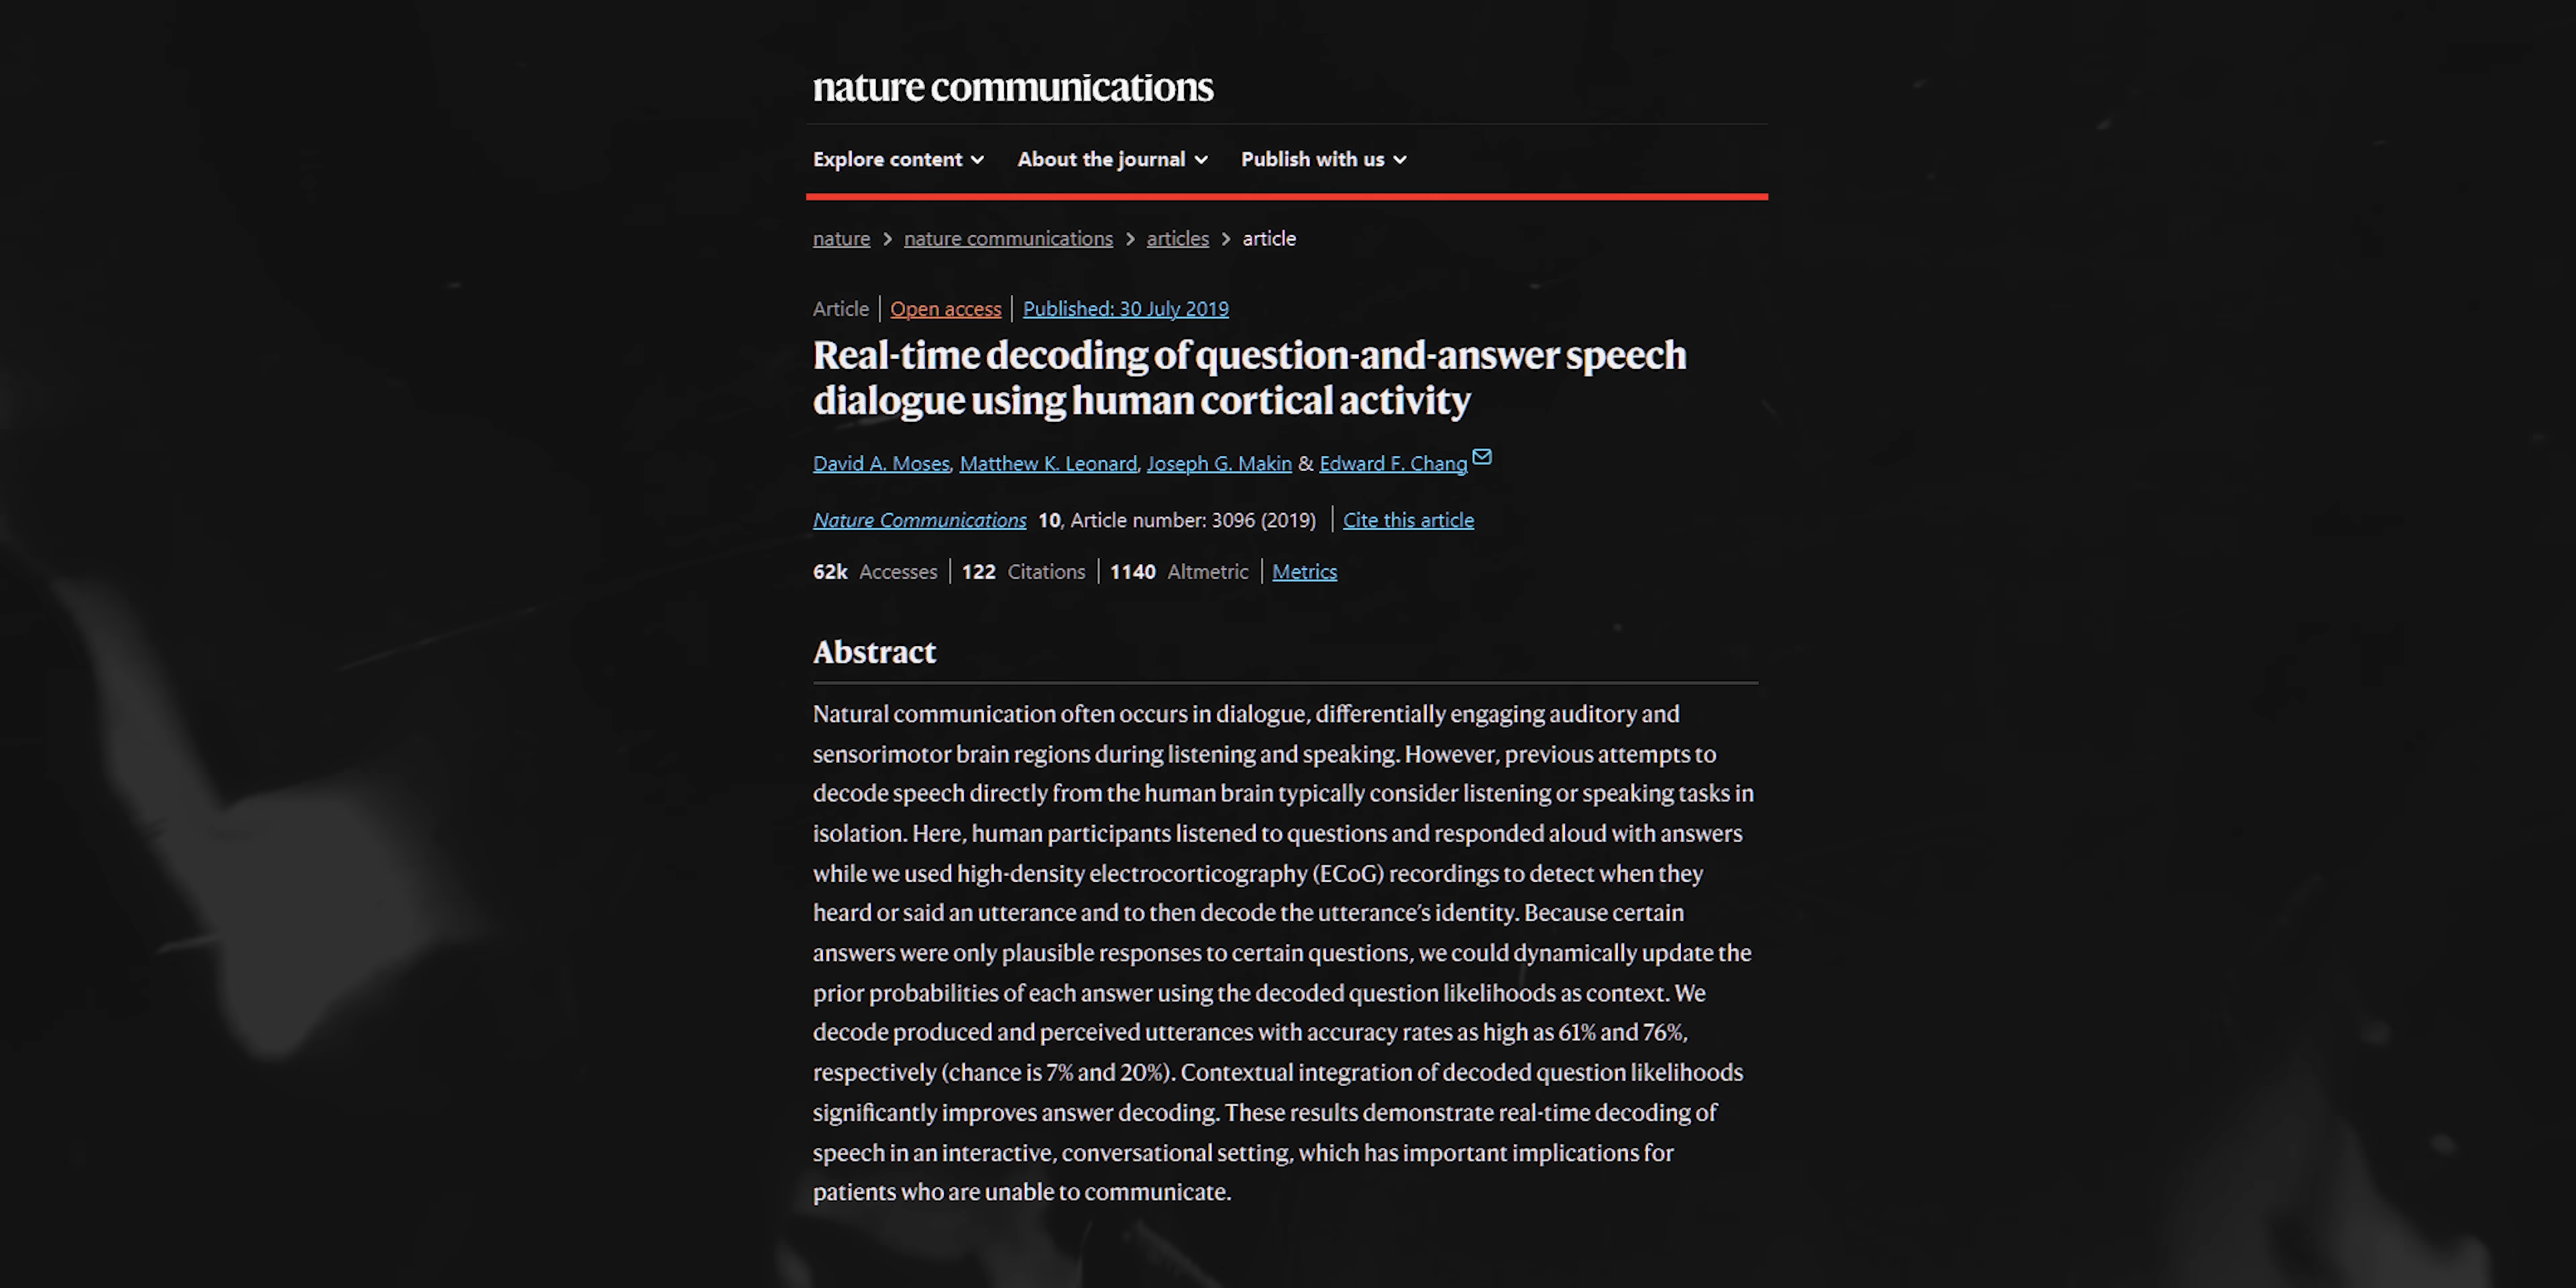 nature communications
Explore content About the journal Publish with us
nature > nature communications > articles > article
Article | Open access | Published: 30 July 2019
Real-time decoding of question-and-answer speech
dialogue using human cortical activity
David A. Moses, Matthew K. Leonard, Joseph G. Makin & Edward F. Chang
Nature Communications 10, Article number: 3096 (2019) | Cite this article
62k Accesses | 122 Citations | 1140 Altmetric | Metrics
Abstract
Natural communication often occurs in dialogue, differentially engaging auditory and
sensorimotor brain regions during listening and speaking. However, previous attempts to
decode speech directly from the human brain typically consider listening or speaking tasks in
isolation. Here, human participants listened to questions and responded aloud with answers
while we used high-density electrocorticography (ECoG) recordings to detect when they
heard or said an utterance and to then decode the utterance’s identity. Because certain
answers were only plausible responses to certain questions, we could dynamically update the
prior probabilities of each answer using the decoded question likelihoods as context. We
decode produced and perceived utterances with accuracy rates as high as 61% and 76%,
respectively (chance is 7% and 20%). Contextual integration of decoded question likelihoods
significantly improves answer decoding. These results demonstrate real-time decoding of
speech in an interactive, conversational setting, which has important implications for
patients who are unable to communicate.